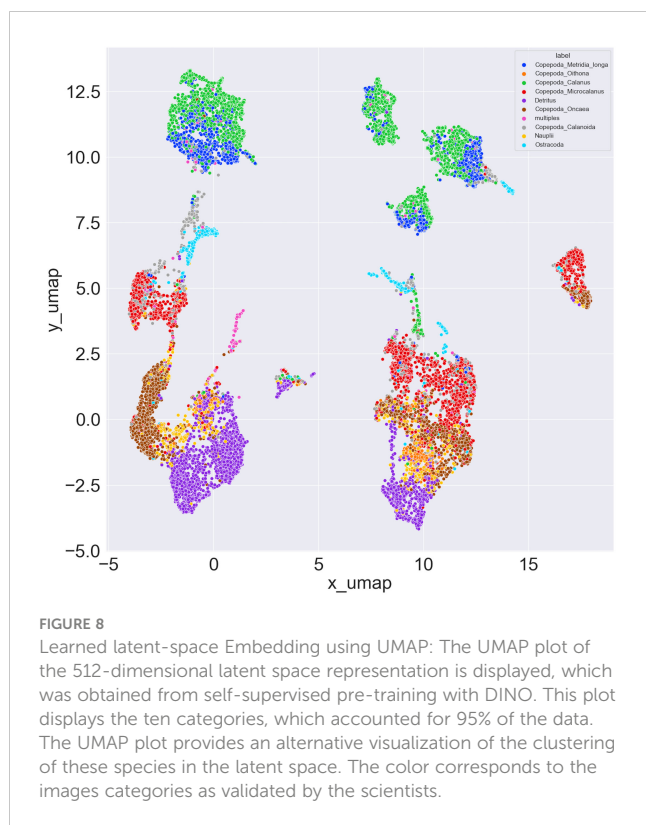 label
Copepoda_Metridia_longa
Copepoda_Oithona
Copepoda_Calanus
Copepoda_Microcalanus
Detritus
Copepoda_Oncaea
multiples
Copepoda_Calanoida
Nauplii
Ostracoda
12.5
10.0
7.5
5.0
2.5
0.0
−2.5
−5.0
y_umap
−5 0 5 10 15
x_umap
FIGURE 8
Learned latent-space Embedding using UMAP: The UMAP plot of
the 512-dimensional latent space representation is displayed, which
was obtained from self-supervised pre-training with DINO. This plot
displays the ten categories, which accounted for 95% of the data.
The UMAP plot provides an alternative visualization of the clustering
of these species in the latent space. The color corresponds to the
images categories as validated by the scientists.